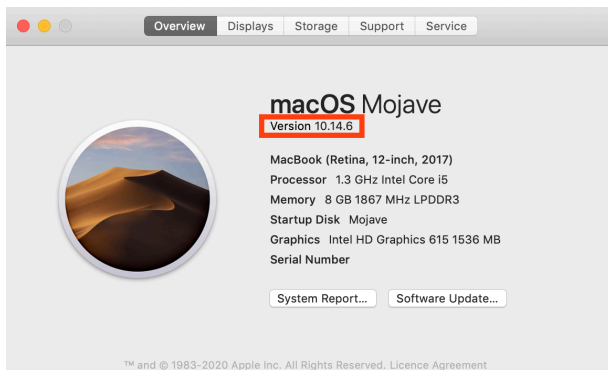 Overview Displays Storage Support Service
macOS Mojave
Version 10.14.6
MacBook (Retina, 12-inch, 2017)
Processor 1.3 GHz Intel Core i5
Memory 8 GB 1867 MHz LPDDR3
Startup Disk Mojave
Graphics Intel HD Graphics 615 1536 MB
Serial Number
System Report... Software Update...
™ and © 1983-2020 Apple Inc. All Rights Reserved. Licence Agreement